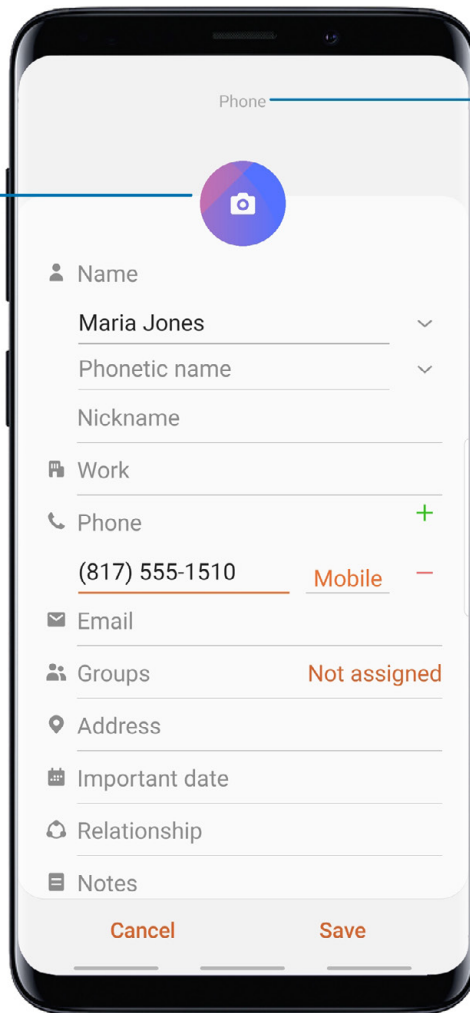 Phone
Name
Maria Jones
Phonetic name
Nickname
Work
Phone
(817) 555-1510 Mobile
Email
Groups Not assigned
Address
Important date
Relationship
Notes
Cancel Save